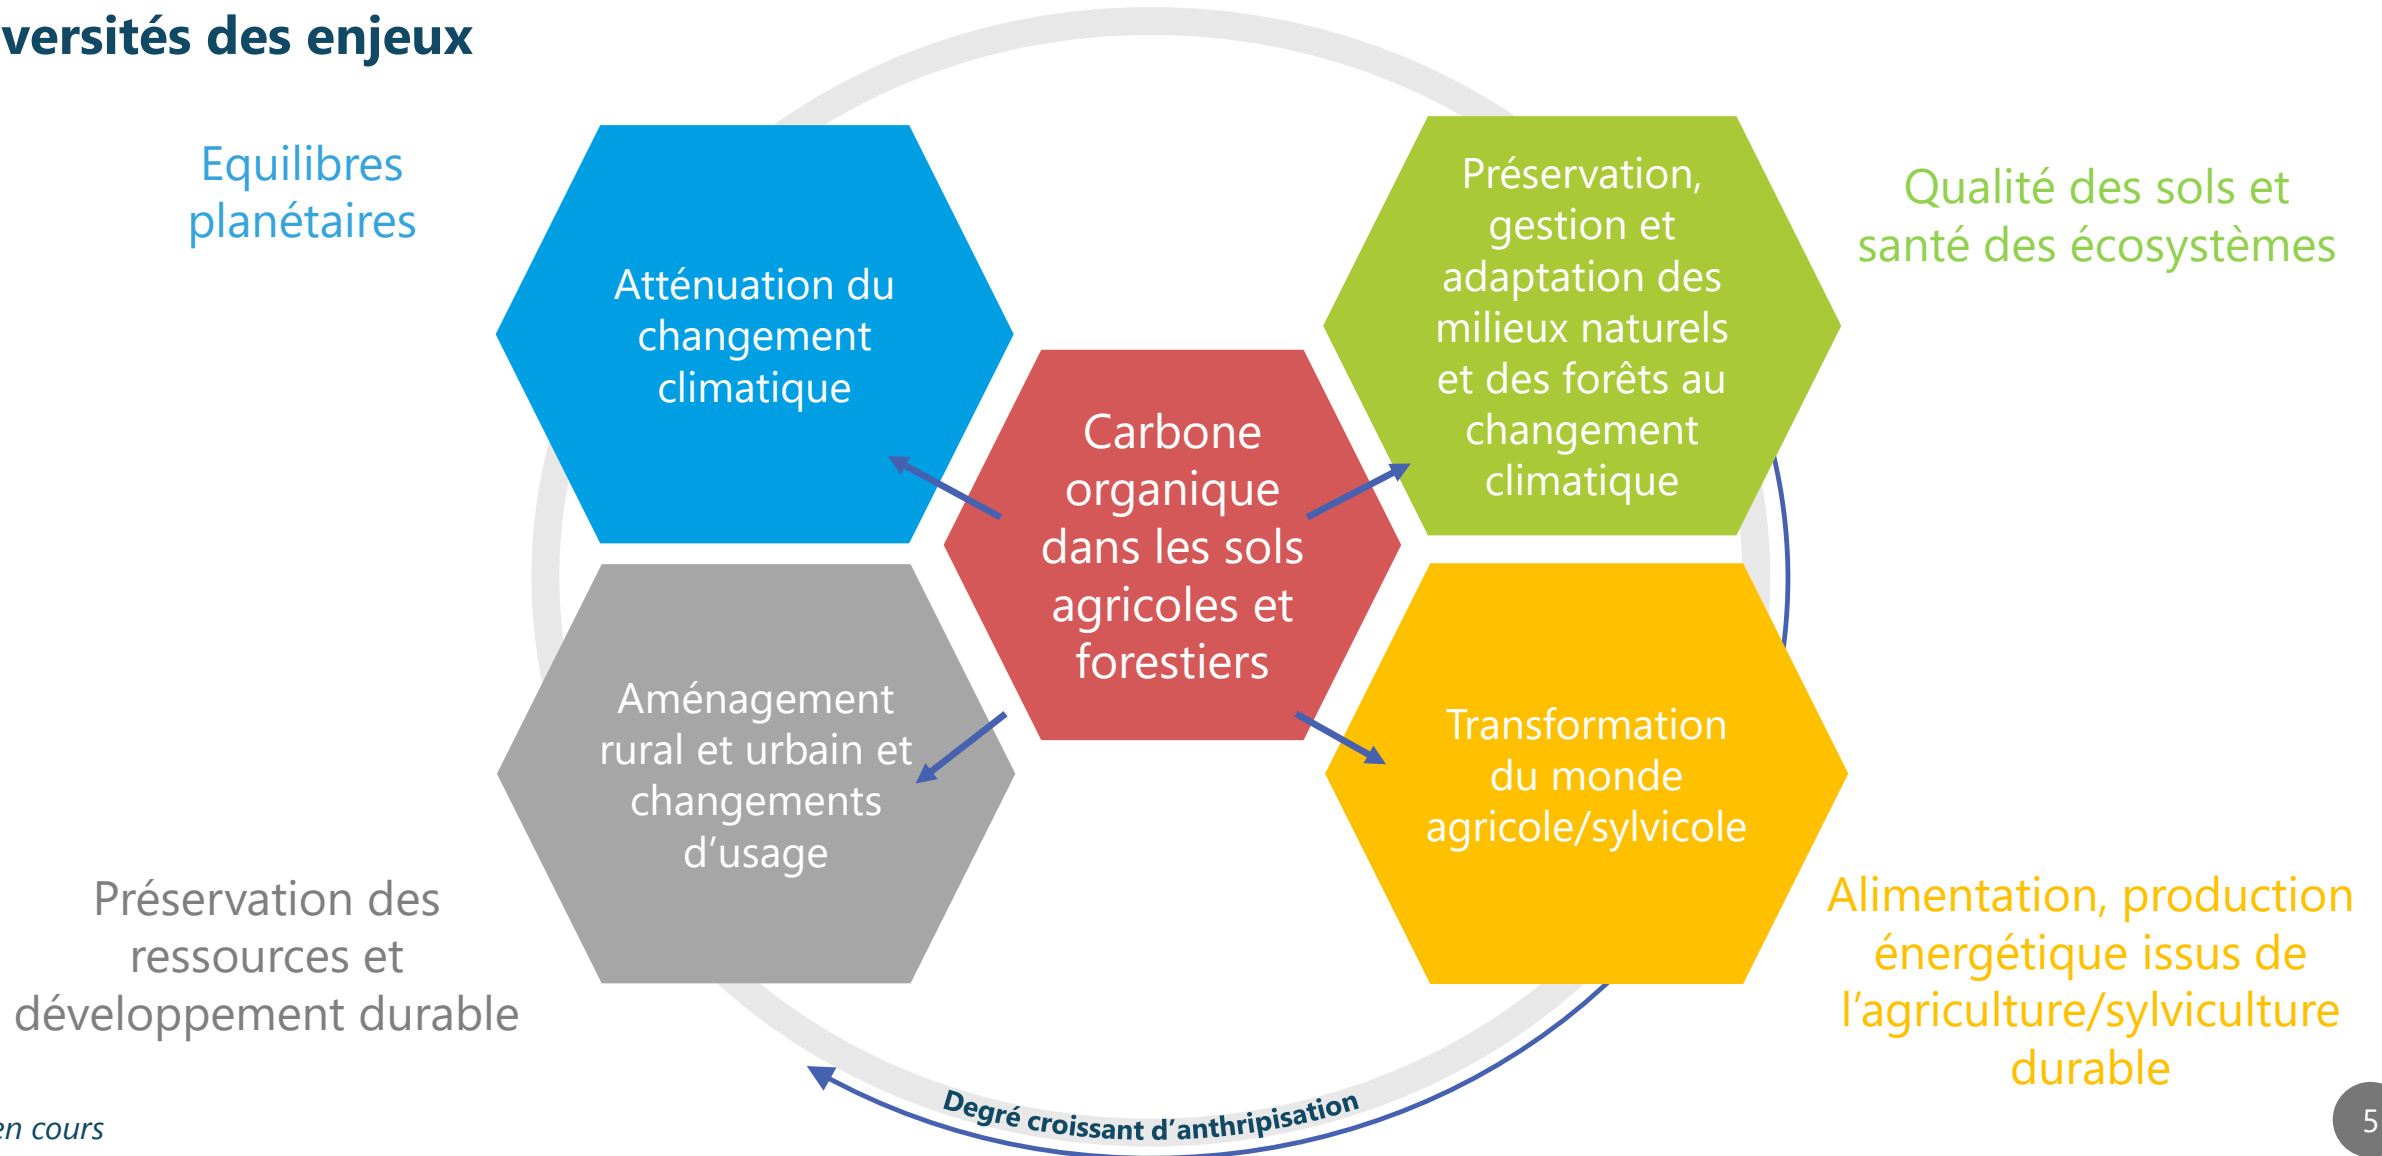 versités des enjeux
Equilibres
planétaires
Atténuation du
changement
climatique
Préservation,
gestion et
adaptation des
milieux naturels
et des forêts au
changement
climatique
Qualité des sols et
santé des écosystèmes
Carbone
organique
dans les sols
agricoles et
forestiers
Aménagement
rural et urbain et
changements
d’usage
Transformation
du monde
agricole/sylvicole
Préservation des
ressources et
développement durable
Alimentation, production
énergétique issus de
l’agriculture/sylviculture
durable
Degré croissant d’anthripisation
en cours
5